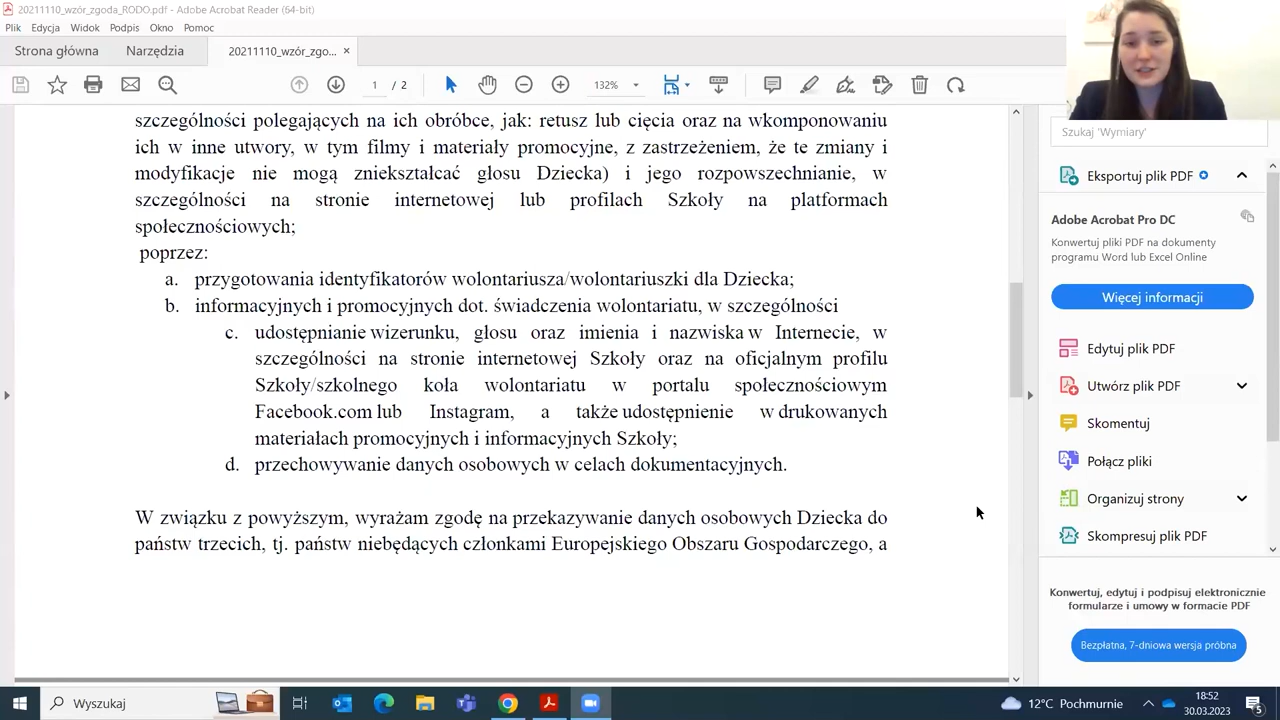 20211110_wzór_zgoda_RODO.pdf - Adobe Acrobat Reader (64-bit)
Plik Edycja Widok Podpis Okno Pomoc
Strona główna Narzędzia 20211110_wzór_zgo... ×
1 / 2 132%
szczególności polegających na ich obróbce, jak: retusz lub cięcia oraz na wkomponowaniu
ich w inne utwory, w tym filmy i materiały promocyjne, z zastrzeżeniem, że te zmiany i
modyfikacje nie mogą zniekształcać głosu Dziecka) i jego rozpowszechnianie, w
szczególności na stronie internetowej lub profilach Szkoły na platformach
społecznościowych;
poprzez:
a. przygotowania identyfikatorów wolontariusza/wolontariuszki dla Dziecka;
b. informacyjnych i promocyjnych dot. świadczenia wolontariatu, w szczególności
c. udostępnianie wizerunku, głosu oraz imienia i nazwiska w Internecie, w
szczególności na stronie internetowej Szkoły oraz na oficjalnym profilu
Szkoły/szkolnego koła wolontariatu w portalu społecznościowym
Facebook.com lub Instagram, a także udostępnienie w drukowanych
materiałach promocyjnych i informacyjnych Szkoły;
d. przechowywanie danych osobowych w celach dokumentacyjnych.
W związku z powyższym, wyrażam zgodę na przekazywanie danych osobowych Dziecka do
państw trzecich, tj. państw niebędących członkami Europejskiego Obszaru Gospodarczego, a
Szukaj 'Wymiary'
Eksportuj plik PDF
Adobe Acrobat Pro DC
Konwertuj pliki PDF na dokumenty
programu Word lub Excel Online
Więcej informacji
Edytuj plik PDF
Utwórz plik PDF
Skomentuj
Połącz pliki
Organizuj strony
Skompresuj plik PDF
Konwertuj, edytuj i podpisuj elektronicznie
formularze i umowy w formacie PDF
Bezpłatna, 7-dniowa wersja próbna
Wyszukaj
12°C Pochmurnie
18:52
30.03.2023
5